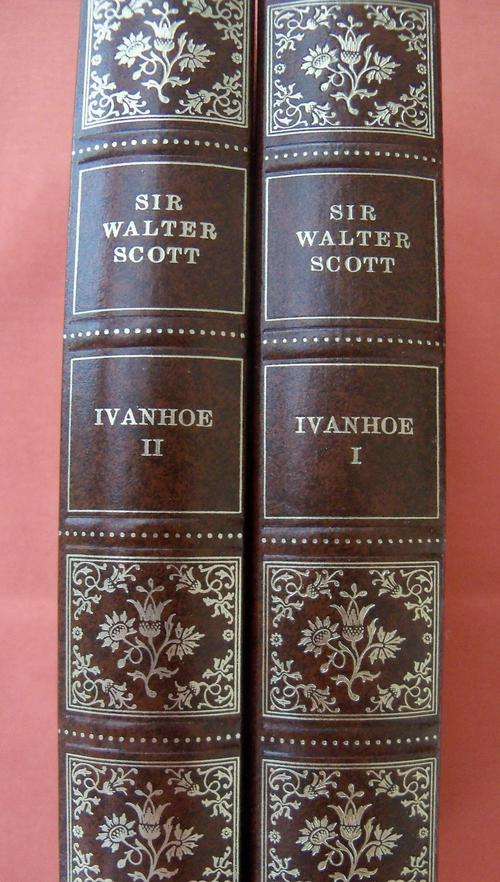 SIR
WALTER
SCOTT
IVANHOE
II
SIR
WALTER
SCOTT
IVANHOE
I